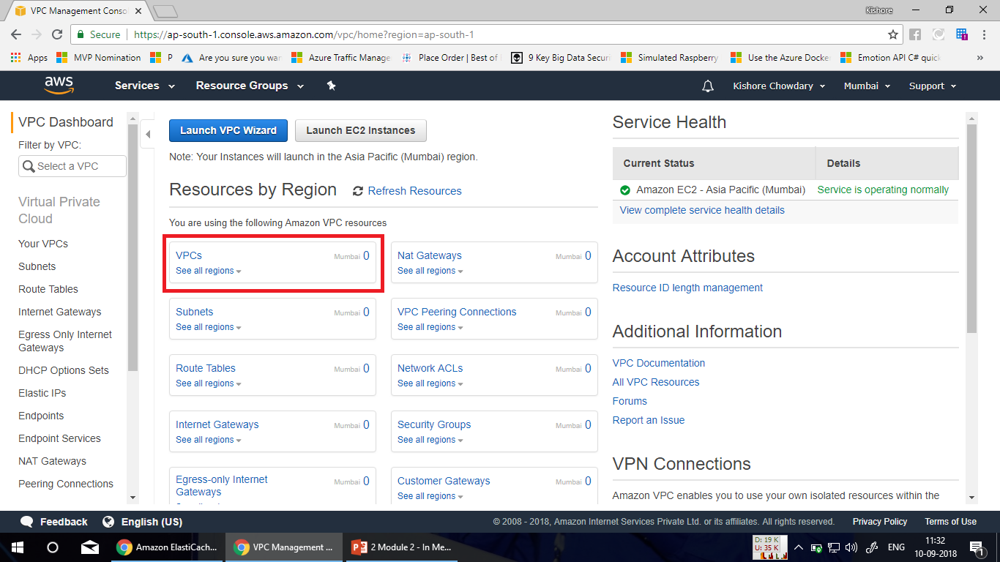 VPC Management Conso
Kishore
Secure
https://ap-south-1.console.aws.amazon.com/vpc/home?region=ap-south-1
Apps
MVP Nomination
P
Are you sure you wan
Azure Traffic Manage
Place Order | Best of
9 Key Big Data Secur
Simulated Raspberry
Use the Azure Docke
Emotion API C# quick
»
aws
Services
Resource Groups
Kishore Chowdary
Mumbai
Support
VPC Dashboard
Filter by VPC:
Select a VPC
Virtual Private
Cloud
Your VPCs
Subnets
Route Tables
Internet Gateways
Egress Only Internet
Gateways
DHCP Options Sets
Elastic IPs
Endpoints
Endpoint Services
NAT Gateways
Peering Connections
Launch VPC Wizard
Launch EC2 Instances
Note: Your Instances will launch in the Asia Pacific (Mumbai) region.
Resources by Region
Refresh Resources
You are using the following Amazon VPC resources
VPCs Mumbai 0
See all regions
Nat Gateways Mumbai 0
See all regions
Subnets Mumbai 0
See all regions
VPC Peering Connections Mumbai 0
See all regions
Route Tables Mumbai 0
See all regions
Network ACLs Mumbai 0
See all regions
Internet Gateways Mumbai 0
See all regions
Security Groups Mumbai 0
See all regions
Egress-only Internet Mumbai 0
Gateways
Customer Gateways Mumbai 0
See all regions
Service Health
Current Status Details
Amazon EC2 - Asia Pacific (Mumbai) Service is operating normally
View complete service health details
Account Attributes
Resource ID length management
Additional Information
VPC Documentation
All VPC Resources
Forums
Report an Issue
VPN Connections
Amazon VPC enables you to use your own isolated resources within the
Feedback
English (US)
© 2008 - 2018, Amazon Internet Services Private Ltd. or its affiliates. All rights reserved.
Privacy Policy
Terms of Use
Amazon ElastiCach...
VPC Management ...
2 Module 2 - In Me...
D: 19 K
U: 35 K
ENG
11:32
10-09-2018
1